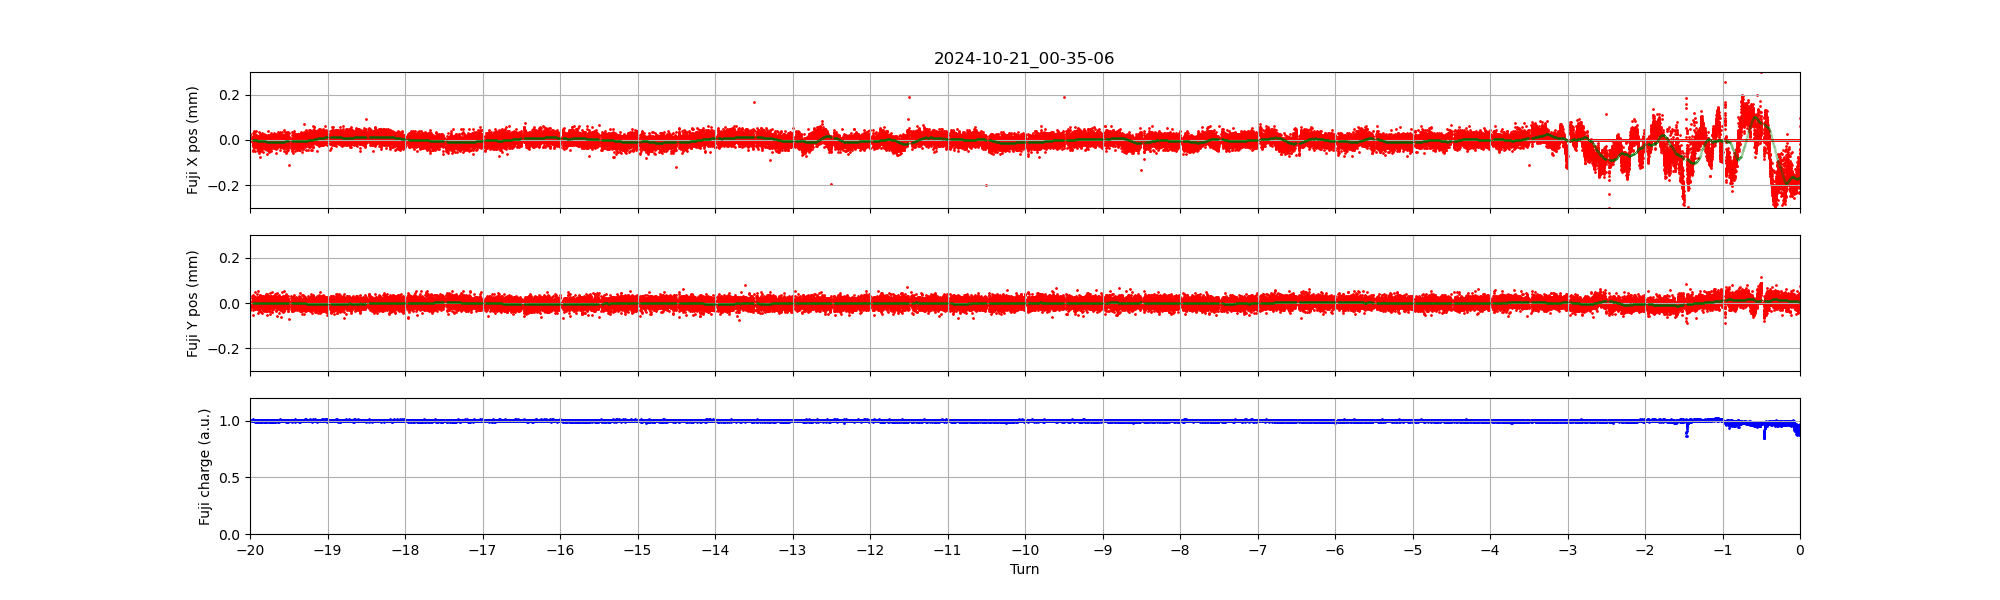 2024-10-21_00-35-06
Fuji X pos (mm)
0.2
0.0
−0.2
Fuji Y pos (mm)
0.2
0.0
−0.2
Fuji charge (a.u.)
1.0
0.5
0.0
−20 −19 −18 −17 −16 −15 −14 −13 −12 −11 −10 −9 −8 −7 −6 −5 −4 −3 −2 −1 0
Turn